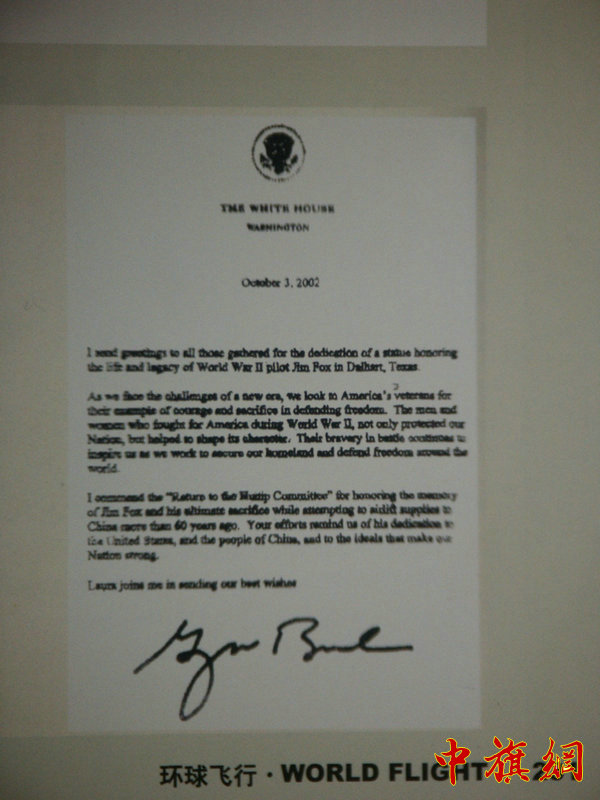 THE WHITE HOUSE
WASHINGTON
October 3, 2002
I send greetings to all those gathered for the dedication of a statue honoring
the life and legacy of World War II pilot Jim Fox in Dalhart, Texas.
As we face the challenges of a new era, we look to America's veterans for
their example of courage and sacrifice in defending freedom. The men and
women who fought for America during World War II, not only protected our
Nation, but helped to shape its character. Their bravery in battle continues to
inspire us as we work to secure our homeland and defend freedom around the
world.
I commend the "Return to the Hump Committee" for honoring the memory
of Jim Fox and his ultimate sacrifice while attempting to airlift supplies to
China more than 60 years ago. Your efforts remind us of his dedication to
the United States, and the people of China, and to the ideals that make our
Nation strong.
Laura joins me in sending our best wishes
环球飞行·WORLD FLIGHT
中旗網